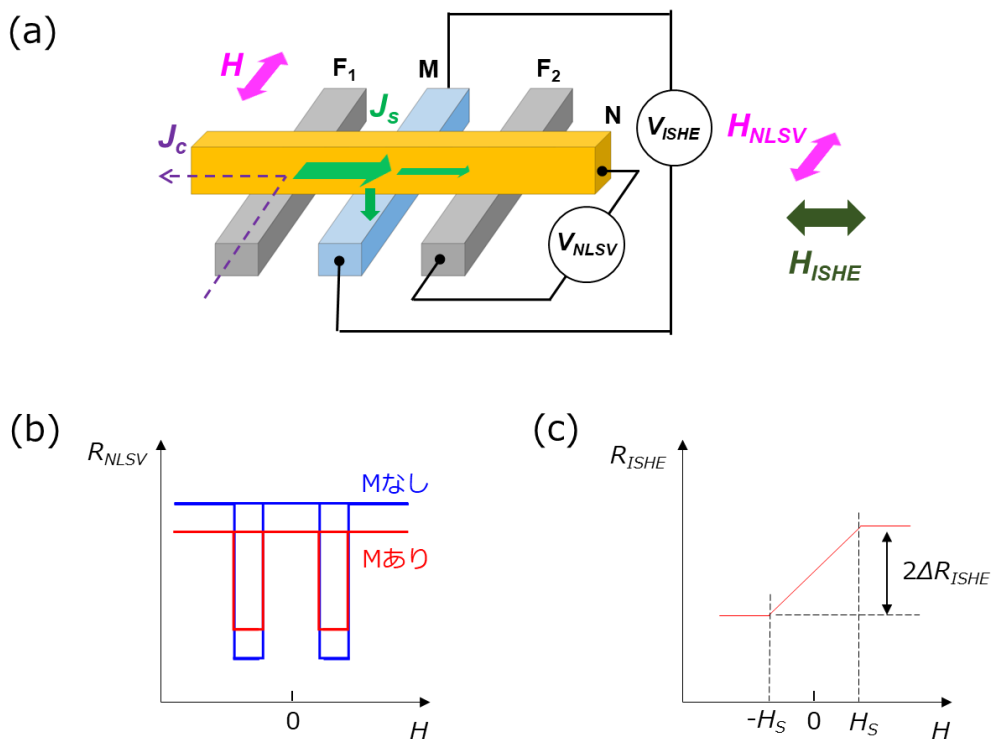 (a)
H
F1
M
F2
Js
N
Jc
VISHE
HNLSV
VNLSV
HISHE
(b)
RNLSV
Mなし
Mあり
0
H
(c)
RISHE
2ΔRISHE
-HS
0
HS
H